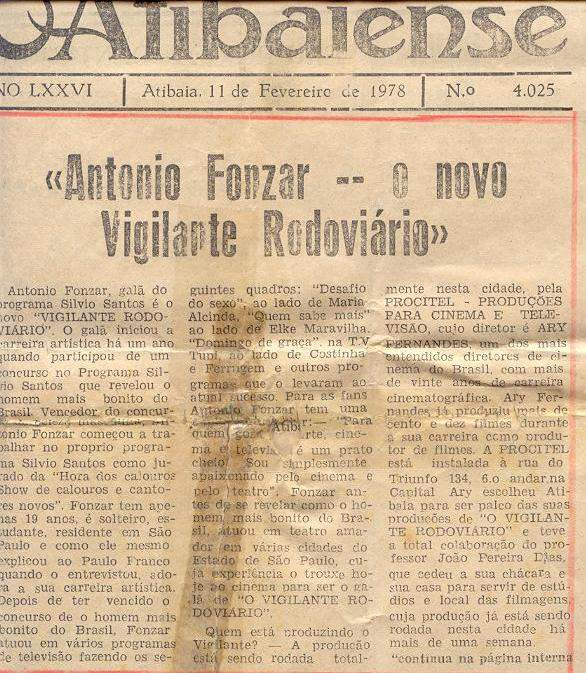 Atibaiense
NO LXXVI
Atibaia, 11 de Fevereiro de 1978
N.o 4.025
«Antonio Fonzar -- o novo
Vigilante Rodoviário»
Antonio Fonzar, galã do
programa Silvio Santos é o
novo "VIGILANTE RODO-
VIÁRIO". O galã iniciou a
carreira artística há um ano
quando participou de um
concurso no Programa Sil-
vio Santos que revelou o
homem mais bonito do
Brasil. Vencedor do concur-
tonio Fonzar começou a tra-
balhar no proprio progra-
ma Silvio Santos como ju-
rado da "Hora dos calouros
Show de calouros e canto-
res novos". Fonzar tem ape-
nas 19 anos, é solteiro, es-
tudante, residente em São
Paulo e como ele mesmo
explicou ao Paulo Franco
quando o entrevistou, ado-
ra a sua carreira artística.
Depois de ter vencido o
concurso de o homem mais
bonito do Brasil, Fonzar
atuou em vários programas
de televisão fazendo os se-
guintes quadros: "Desafio
do sexo", ao lado de Maria
Alcinda, "Quem sabe mais"
ao lado de Elke Maravilha,
"Domingo de graça", na T.V
Tupi ao lado de Costinha
e Ferrugem e outros pro-
gramas que o levaram ao
atual sucesso. Para as fans
Antonio Fonzar tem uma
"Para
quem arte, cine-
ma e televisão é um prato
cheio! Sou simplesmente
apaixonado pelo cinema e
pelo teatro". Fonzar an-
tes de se revelar como o ho-
mem mais bonito do Bra-
sil, atuou em teatro ama-
dor em várias cidades do
Estado de São Paulo, cu-
ja experiência o trouxe ho-
je ao cinema para ser o ga-
lã de "O VIGILANTE RO-
DOVIÁRIO".
Quem está produzindo o
Vigilante? — A produção
está sendo rodada total-
mente nesta cidade, pela
PROCITEL - PRODUÇÕES
PARA CINEMA E TELE-
VISÃO, cujo diretor é ARY
FERNANDES, um dos mais
entendidos diretores de ci-
nema do Brasil, com mais
de vinte anos de carreira
cinematográfica. Ary Fer-
nandes, já produziu mais de
cento e dez filmes durante
a sua carreira como produ-
tor de filmes. A PROCITEL
está instalada à rua do
Triunfo 134, 6.o andar, na
Capital Ary escolheu Ati-
baia para ser palco das suas
produções de "O VIGILAN-
TE RODOVIÁRIO" e teve
a total colaboração do pro-
fessor João Pereira Dias,
que cedeu a sua chácara e
sua casa para servir de estú-
dios e local das filmagens,
cuja produção já está sendo
rodada nesta cidade há
mais de uma semana.
"continua na página interna